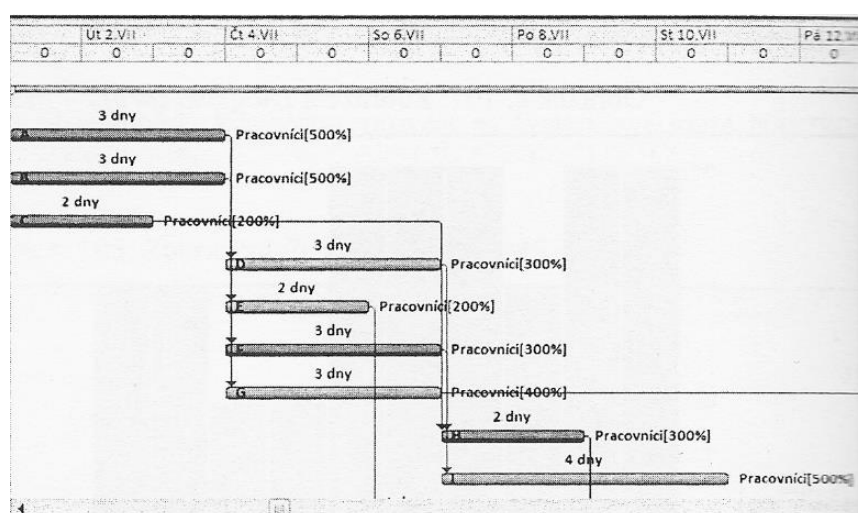 Út 2.VII Čt 4.VII So 6.VII Po 8.VII St 10.VII Pá 12
0 0 0 0 0 0 0 0 0 0 0 0
3 dny
A Pracovníci[500%]
3 dny
Pracovníci[500%]
2 dny
C Pracovníci[200%]
3 dny
D Pracovníci[300%]
2 dny
E Pracovníci[200%]
3 dny
F Pracovníci[300%]
3 dny
G Pracovníci[400%]
2 dny
H Pracovníci[300%]
4 dny
I Pracovníci[500%]